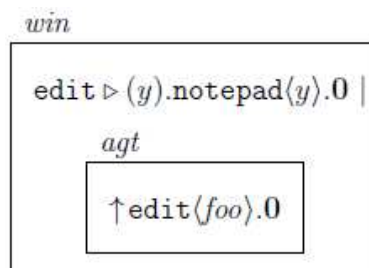 win
edit ▷ (y).notepad⟨y⟩.0 |
agt
↑edit⟨foo⟩.0